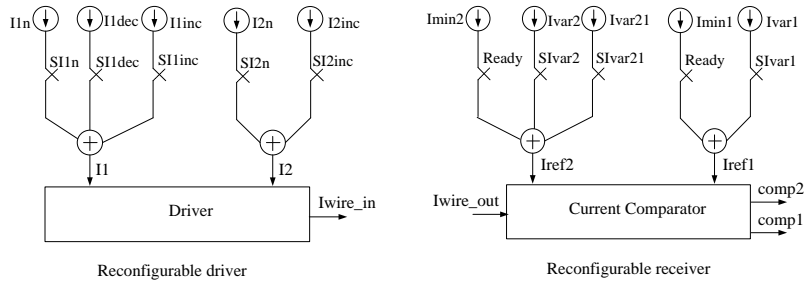 I1n I1dec I1inc I2n I2inc
SI1n SI1dec SI1inc SI2n SI2inc
I1 I2
Driver
Iwire_in
Reconfigurable driver
Imin2 Ivar2 Ivar21 Imin1 Ivar1
Ready SIvar2 SIvar21 Ready SIvar1
Iref2 Iref1
Iwire_out
Current Comparator
comp2
comp1
Reconfigurable receiver